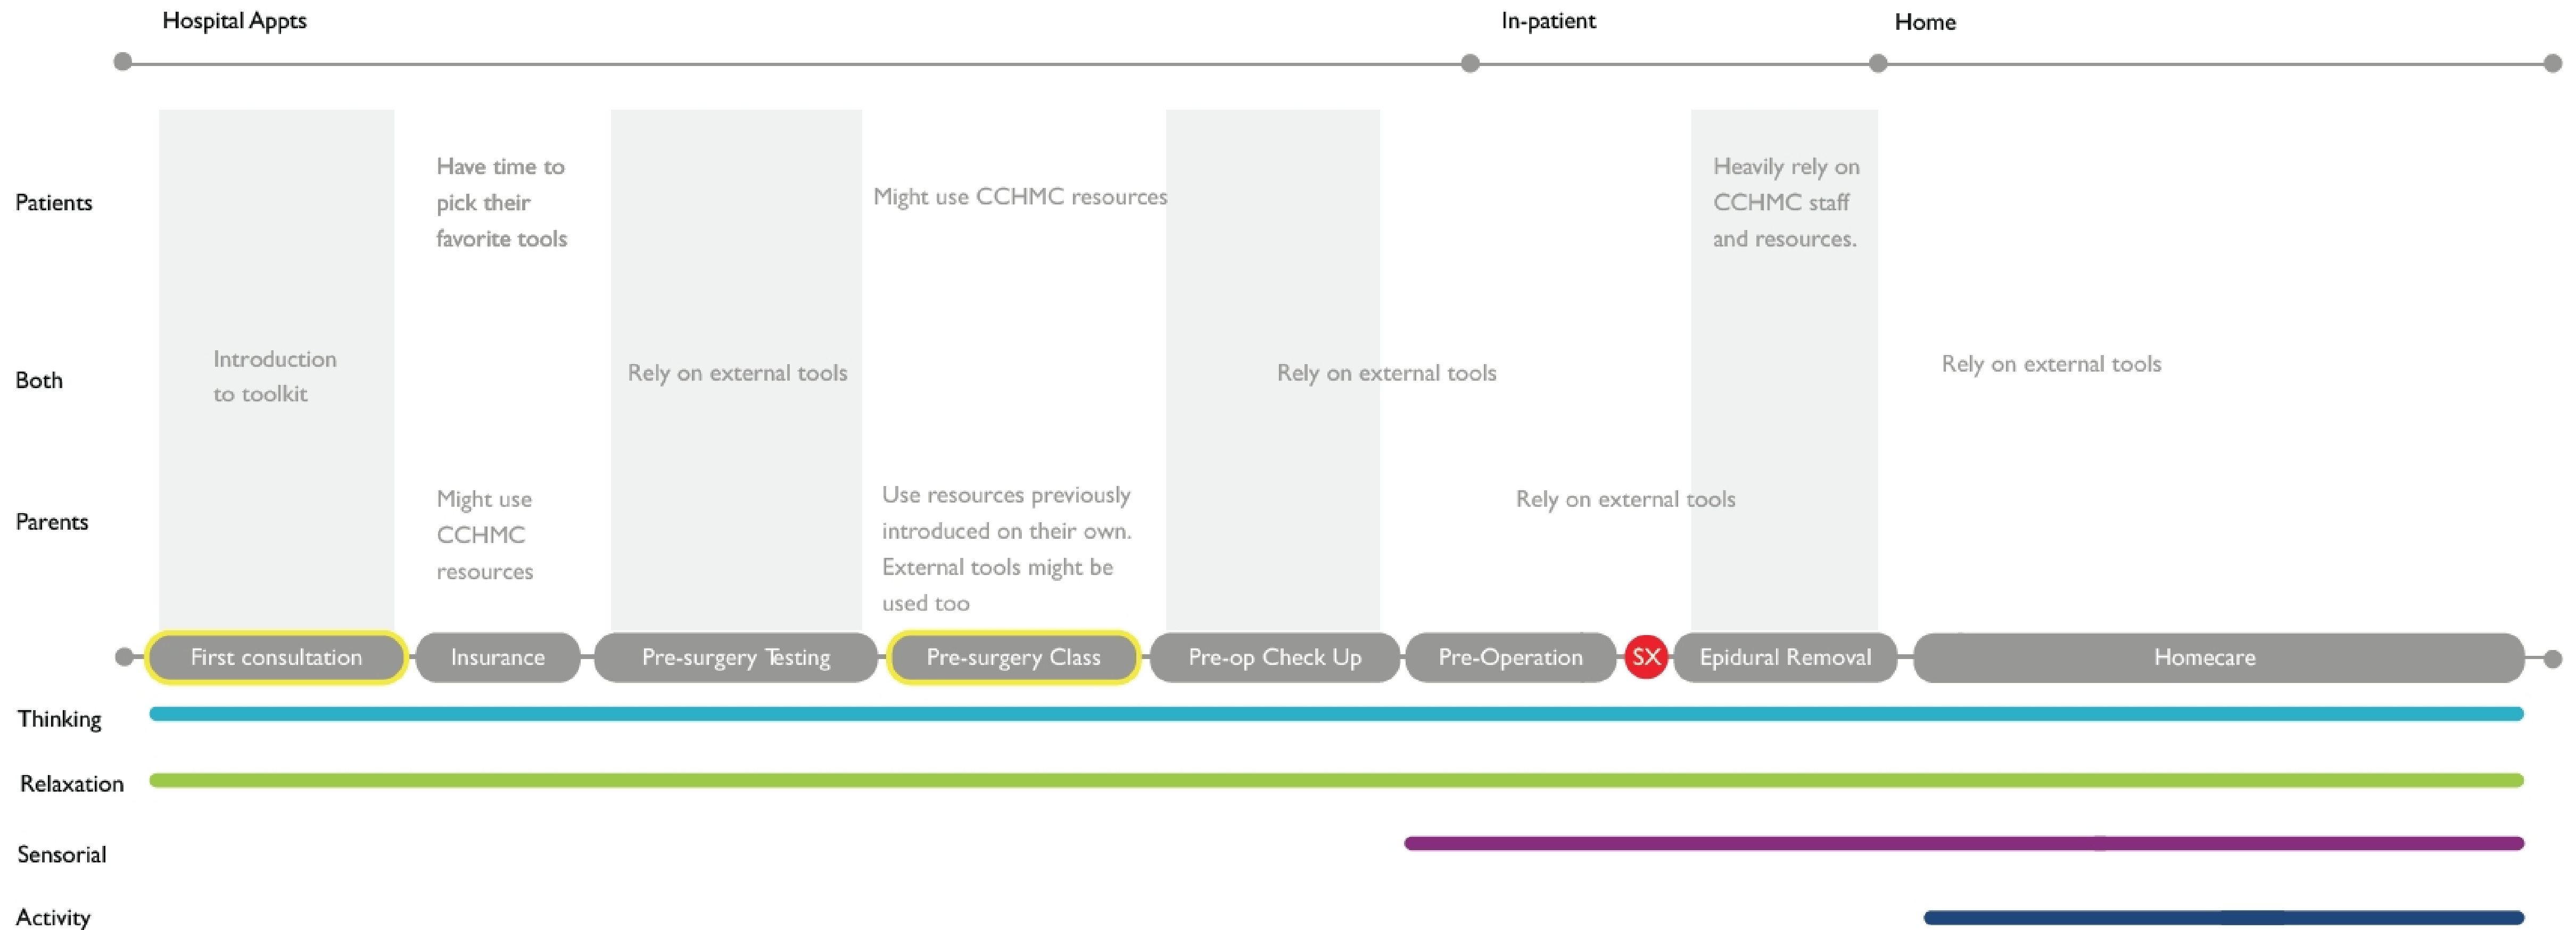 Hospital Appts
In-patient
Home
Patients
Have time to
pick their
favorite tools
Might use CCHMC resources
Heavily rely on
CCHMC staff
and resources.
Both
Introduction
to toolkit
Rely on external tools
Rely on external tools
Rely on external tools
Parents
Might use
CCHMC
resources
Use resources previously
introduced on their own.
External tools might be
used too
Rely on external tools
First consultation
Insurance
Pre-surgery Testing
Pre-surgery Class
Pre-op Check Up
Pre-Operation
SX
Epidural Removal
Homecare
Thinking
Relaxation
Sensorial
Activity